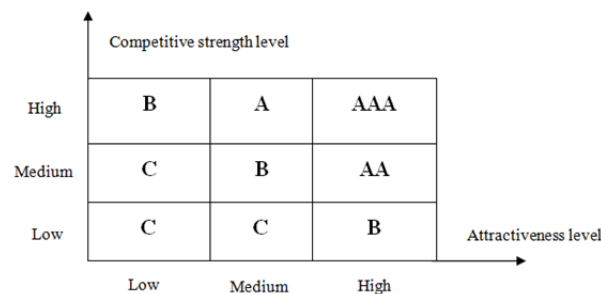 Competitive strength level
High B A AAA
Medium C B AA
Low C C B
Attractiveness level
Low Medium High